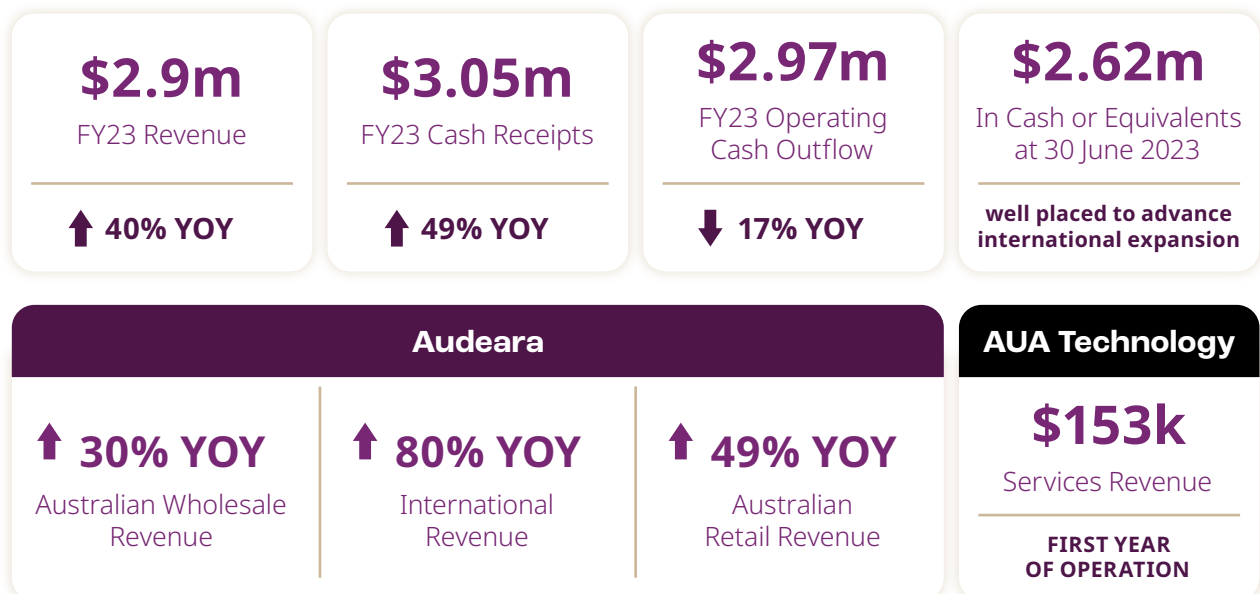 $2.9m
FY23 Revenue
40% YOY
$3.05m
FY23 Cash Receipts
49% YOY
$2.97m
FY23 Operating
Cash Outflow
17% YOY
$2.62m
In Cash or Equivalents
at 30 June 2023
well placed to advance
international expansion
Audeara
30% YOY
Australian Wholesale
Revenue
80% YOY
International
Revenue
49% YOY
Australian
Retail Revenue
AUA Technology
$153k
Services Revenue
FIRST YEAR
OF OPERATION